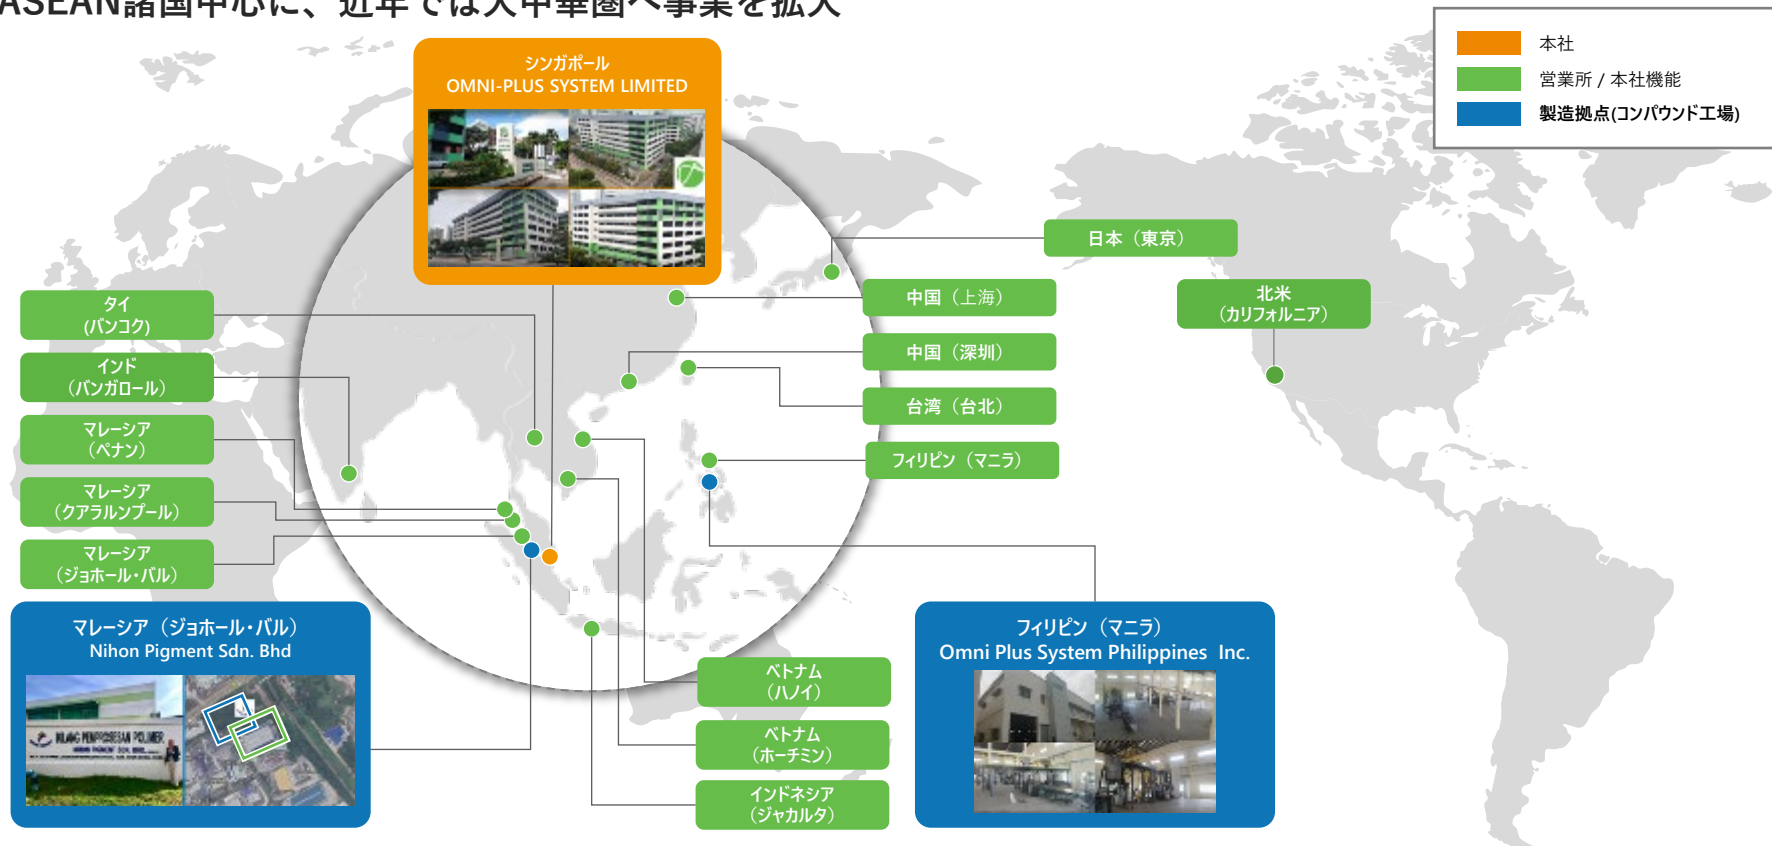 ASEAN諸国中心に、近年では大中華圏へ事業を拡大
本社
営業所 / 本社機能
製造拠点(コンパウンド工場)
シンガポール
OMNI-PLUS SYSTEM LIMITED
日本（東京）
中国（上海）
中国（深圳）
台湾（台北）
フィリピン（マニラ）
北米
（カリフォルニア）
タイ
(バンコク)
インド
（バンガロール）
マレーシア
（ペナン）
マレーシア
（クアラルンプール）
マレーシア
（ジョホール・バル）
マレーシア（ジョホール・バル）
Nihon Pigment Sdn. Bhd
ベトナム
（ハノイ）
ベトナム
（ホーチミン）
インドネシア
（ジャカルタ）
フィリピン（マニラ）
Omni Plus System Philippines Inc.